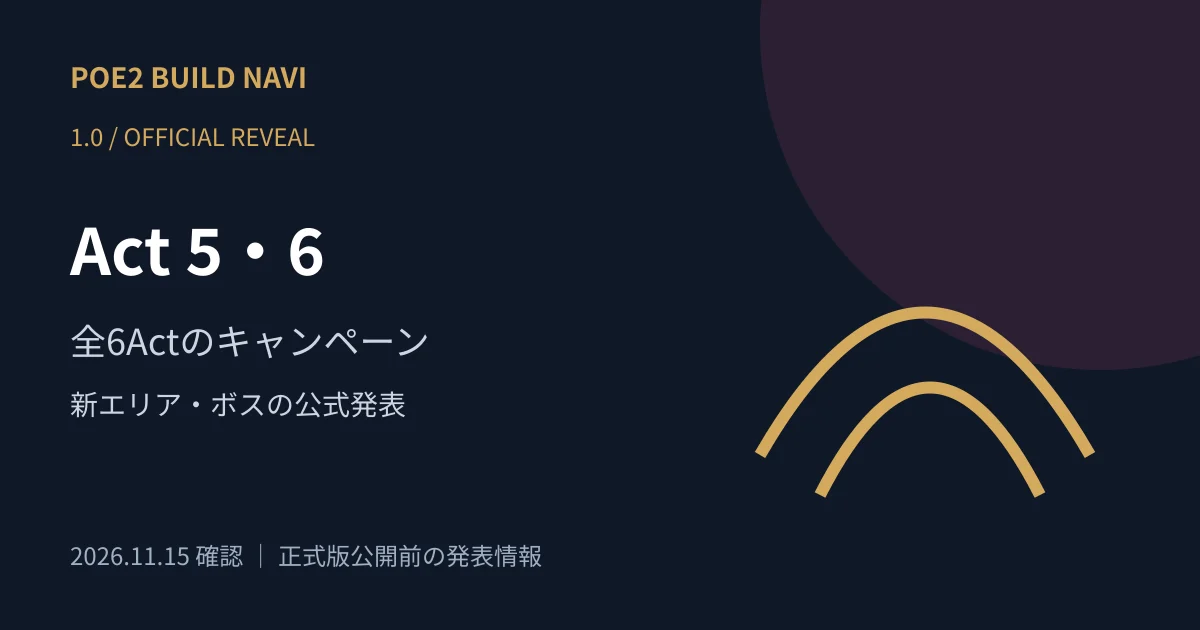 POE2 BUILD NAVI
1.0 / OFFICIAL REVEAL
Act 5・6
全6Actのキャンペーン
新エリア・ボスの公式発表
2026.11.15 確認 ｜ 正式版公開前の発表情報